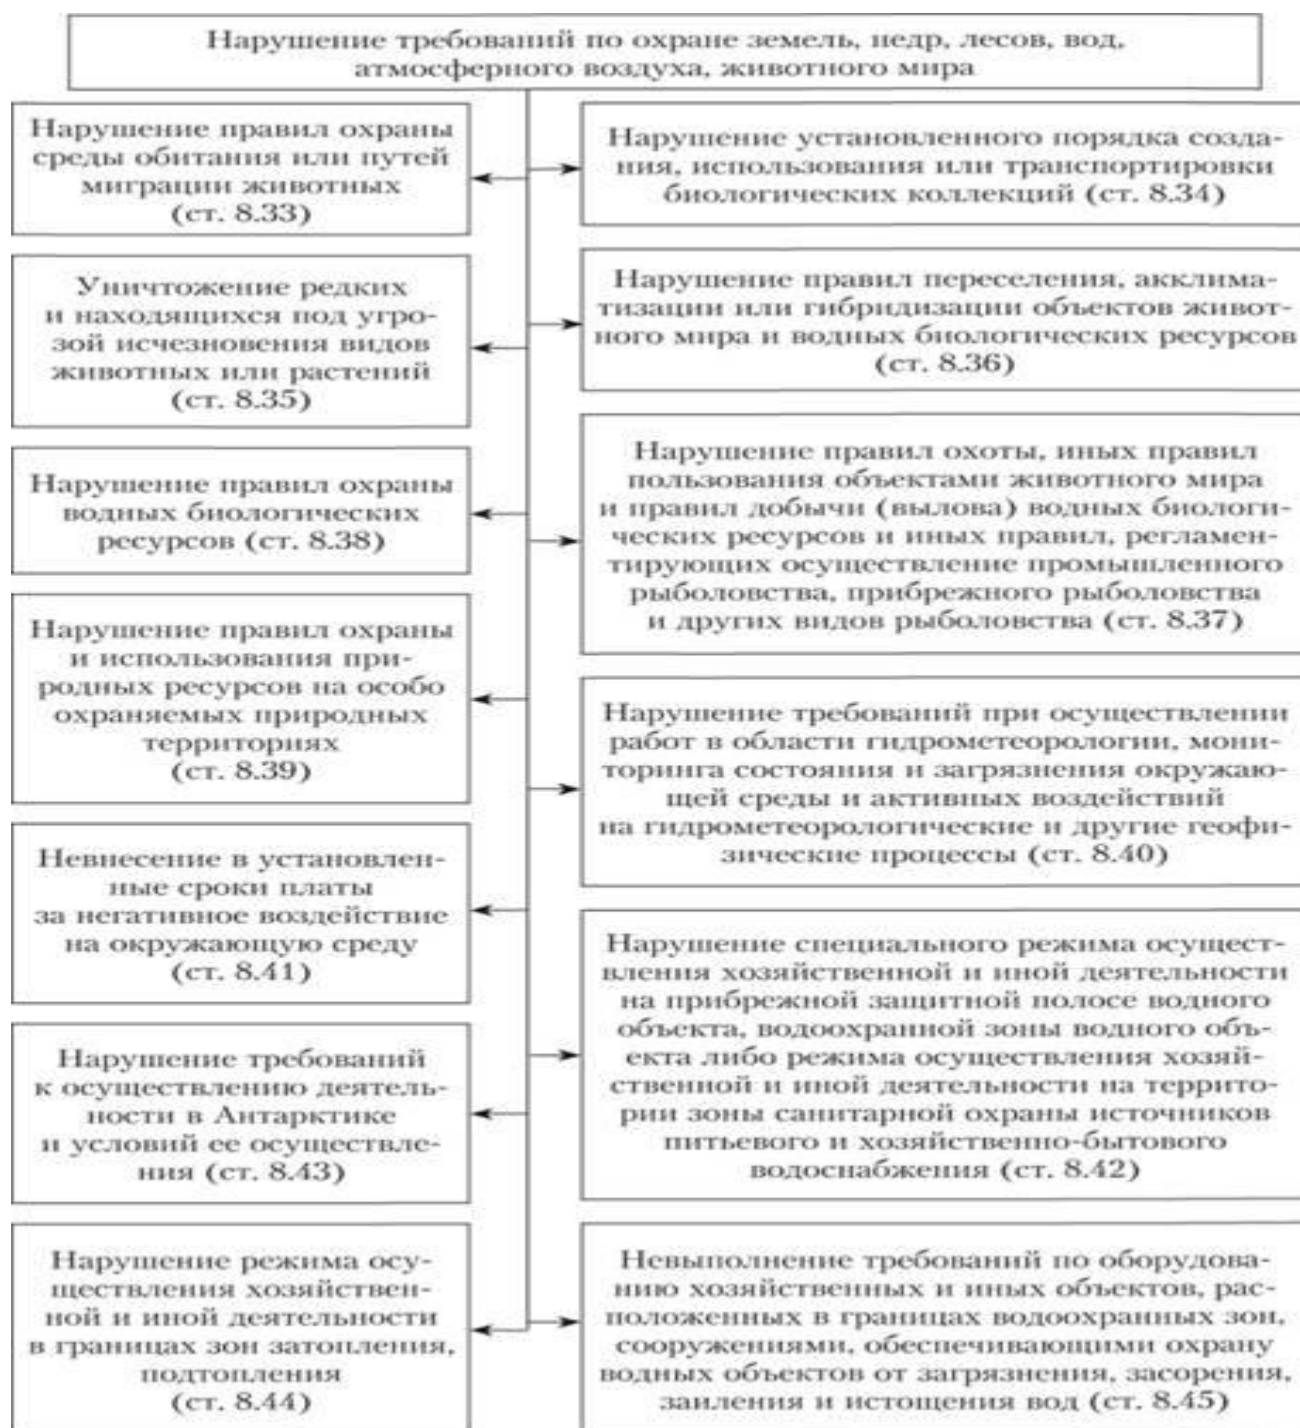 Нарушение требований по охране земель, недр, лесов, вод,
атмосферного воздуха, животного мира
Нарушение правил охраны
среды обитания или путей
миграции животных
(ст. 8.33)
Нарушение установленного порядка созда-
ния, использования или транспортировки
биологических коллекций (ст. 8.34)
Уничтожение редких
и находящихся под угро-
зой исчезновения видов
животных или растений
(ст. 8.35)
Нарушение правил переселения, акклима-
тизации или гибридизации объектов живот-
ного мира и водных биологических ресурсов
(ст. 8.36)
Нарушение правил охраны
водных биологических
ресурсов (ст. 8.38)
Нарушение правил охоты, иных правил
пользования объектами животного мира
и правил добычи (вылова) водных биологи-
ческих ресурсов и иных правил, регламен-
тирующих осуществление промышленного
рыболовства, прибрежного рыболовства
и других видов рыболовства (ст. 8.37)
Нарушение правил охраны
и использования при-
родных ресурсов на особо
охраняемых природных
территориях
(ст. 8.39)
Нарушение требований при осуществлении
работ в области гидрометеорологии, мони-
торинга состояния и загрязнения окружаю-
щей среды и активных воздействий
на гидрометеорологические и другие геофи-
зические процессы (ст. 8.40)
Невнесение в установлен-
ные сроки платы
за негативное воздействие
на окружающую среду
(ст. 8.41)
Нарушение специального режима осущест-
вления хозяйственной и иной деятельности
на прибрежной защитной полосе водного
объекта, водоохранной зоны водного объ-
екта либо режима осуществления хозяй-
ственной и иной деятельности на террито-
рии зоны санитарной охраны источников
питьевого и хозяйственно-бытового
водоснабжения (ст. 8.42)
Нарушение требований
к осуществлению деятель-
ности в Антарктике
и условий ее осуществле-
ния (ст. 8.43)
Нарушение режима осу-
ществления хозяйствен-
ной и иной деятельности
в границах зон затопления,
подтопления
(ст. 8.44)
Невыполнение требований по оборудова-
нию хозяйственных и иных объектов, рас-
положенных в границах водоохранных зон,
сооружениями, обеспечивающими охрану
водных объектов от загрязнения, засорения,
заиления и истощения вод (ст. 8.45)